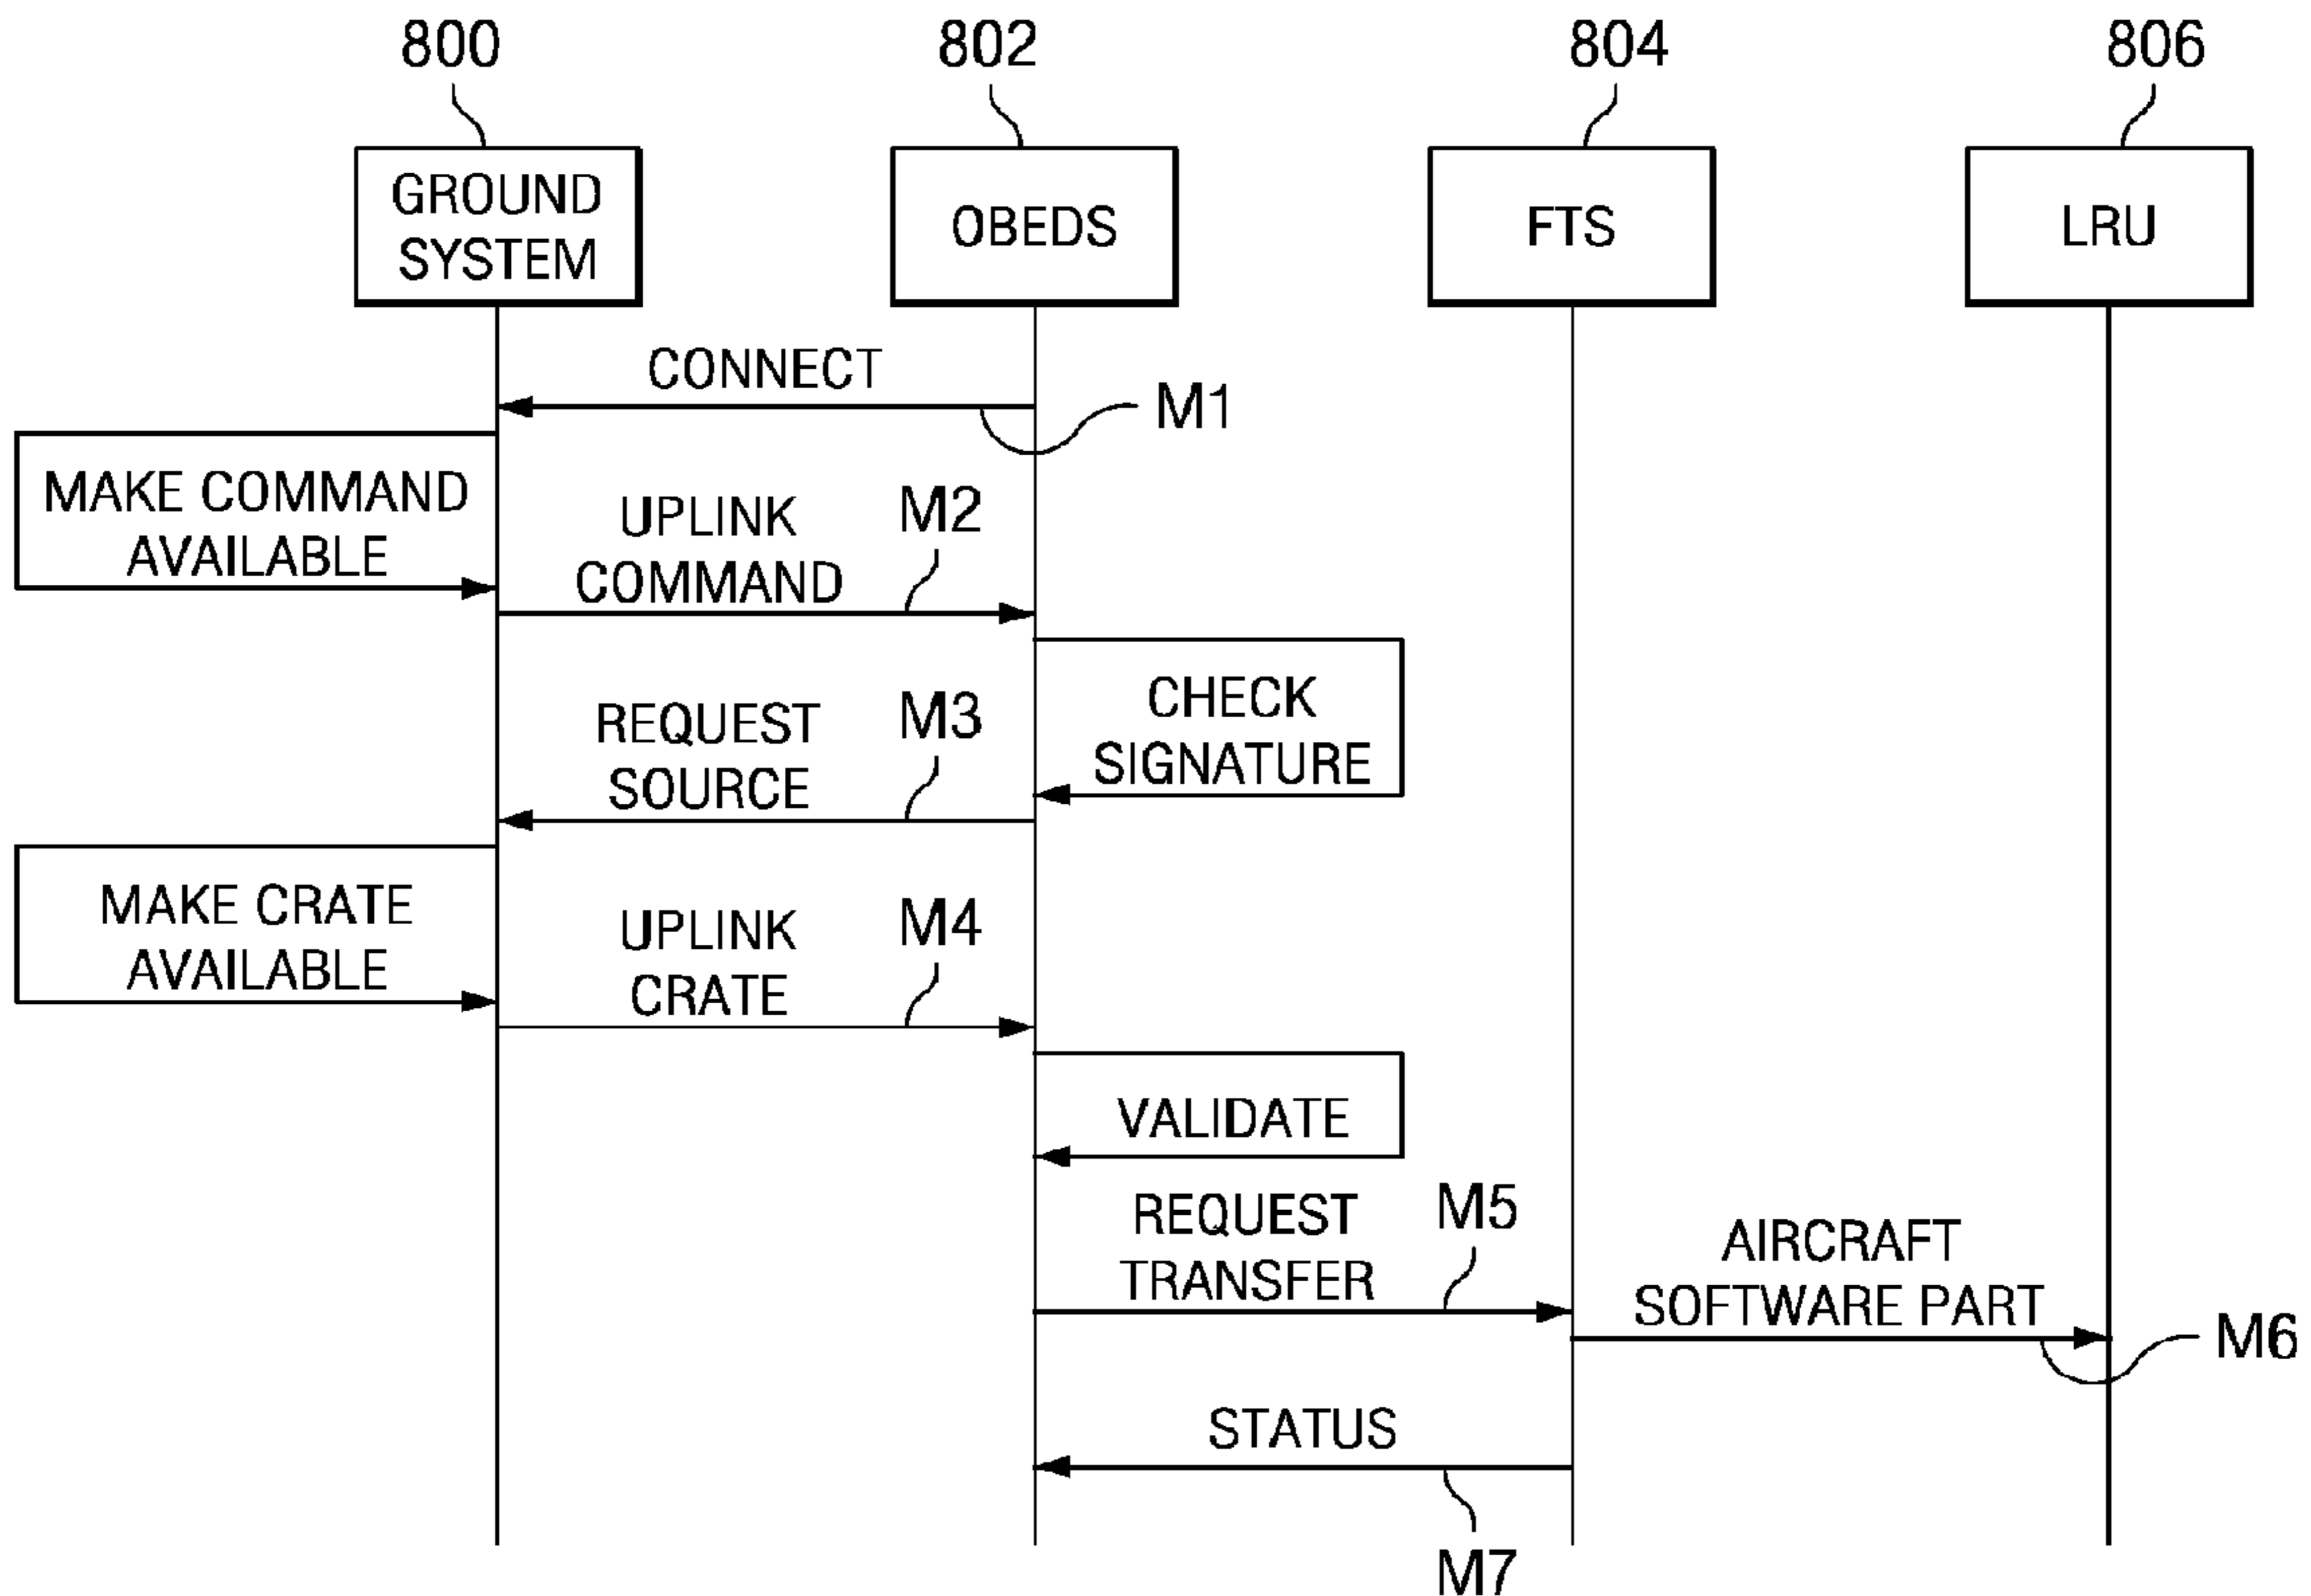 800
802
804
806
GROUND
SYSTEM
OBEDS
FTS
LRU
CONNECT
M1
MAKE COMMAND
AVAILABLE
UPLINK
COMMAND
M2
CHECK
SIGNATURE
REQUEST
SOURCE
M3
MAKE CRATE
AVAILABLE
UPLINK
CRATE
M4
VALIDATE
REQUEST
TRANSFER
M5
AIRCRAFT
SOFTWARE PART
M6
STATUS
M7